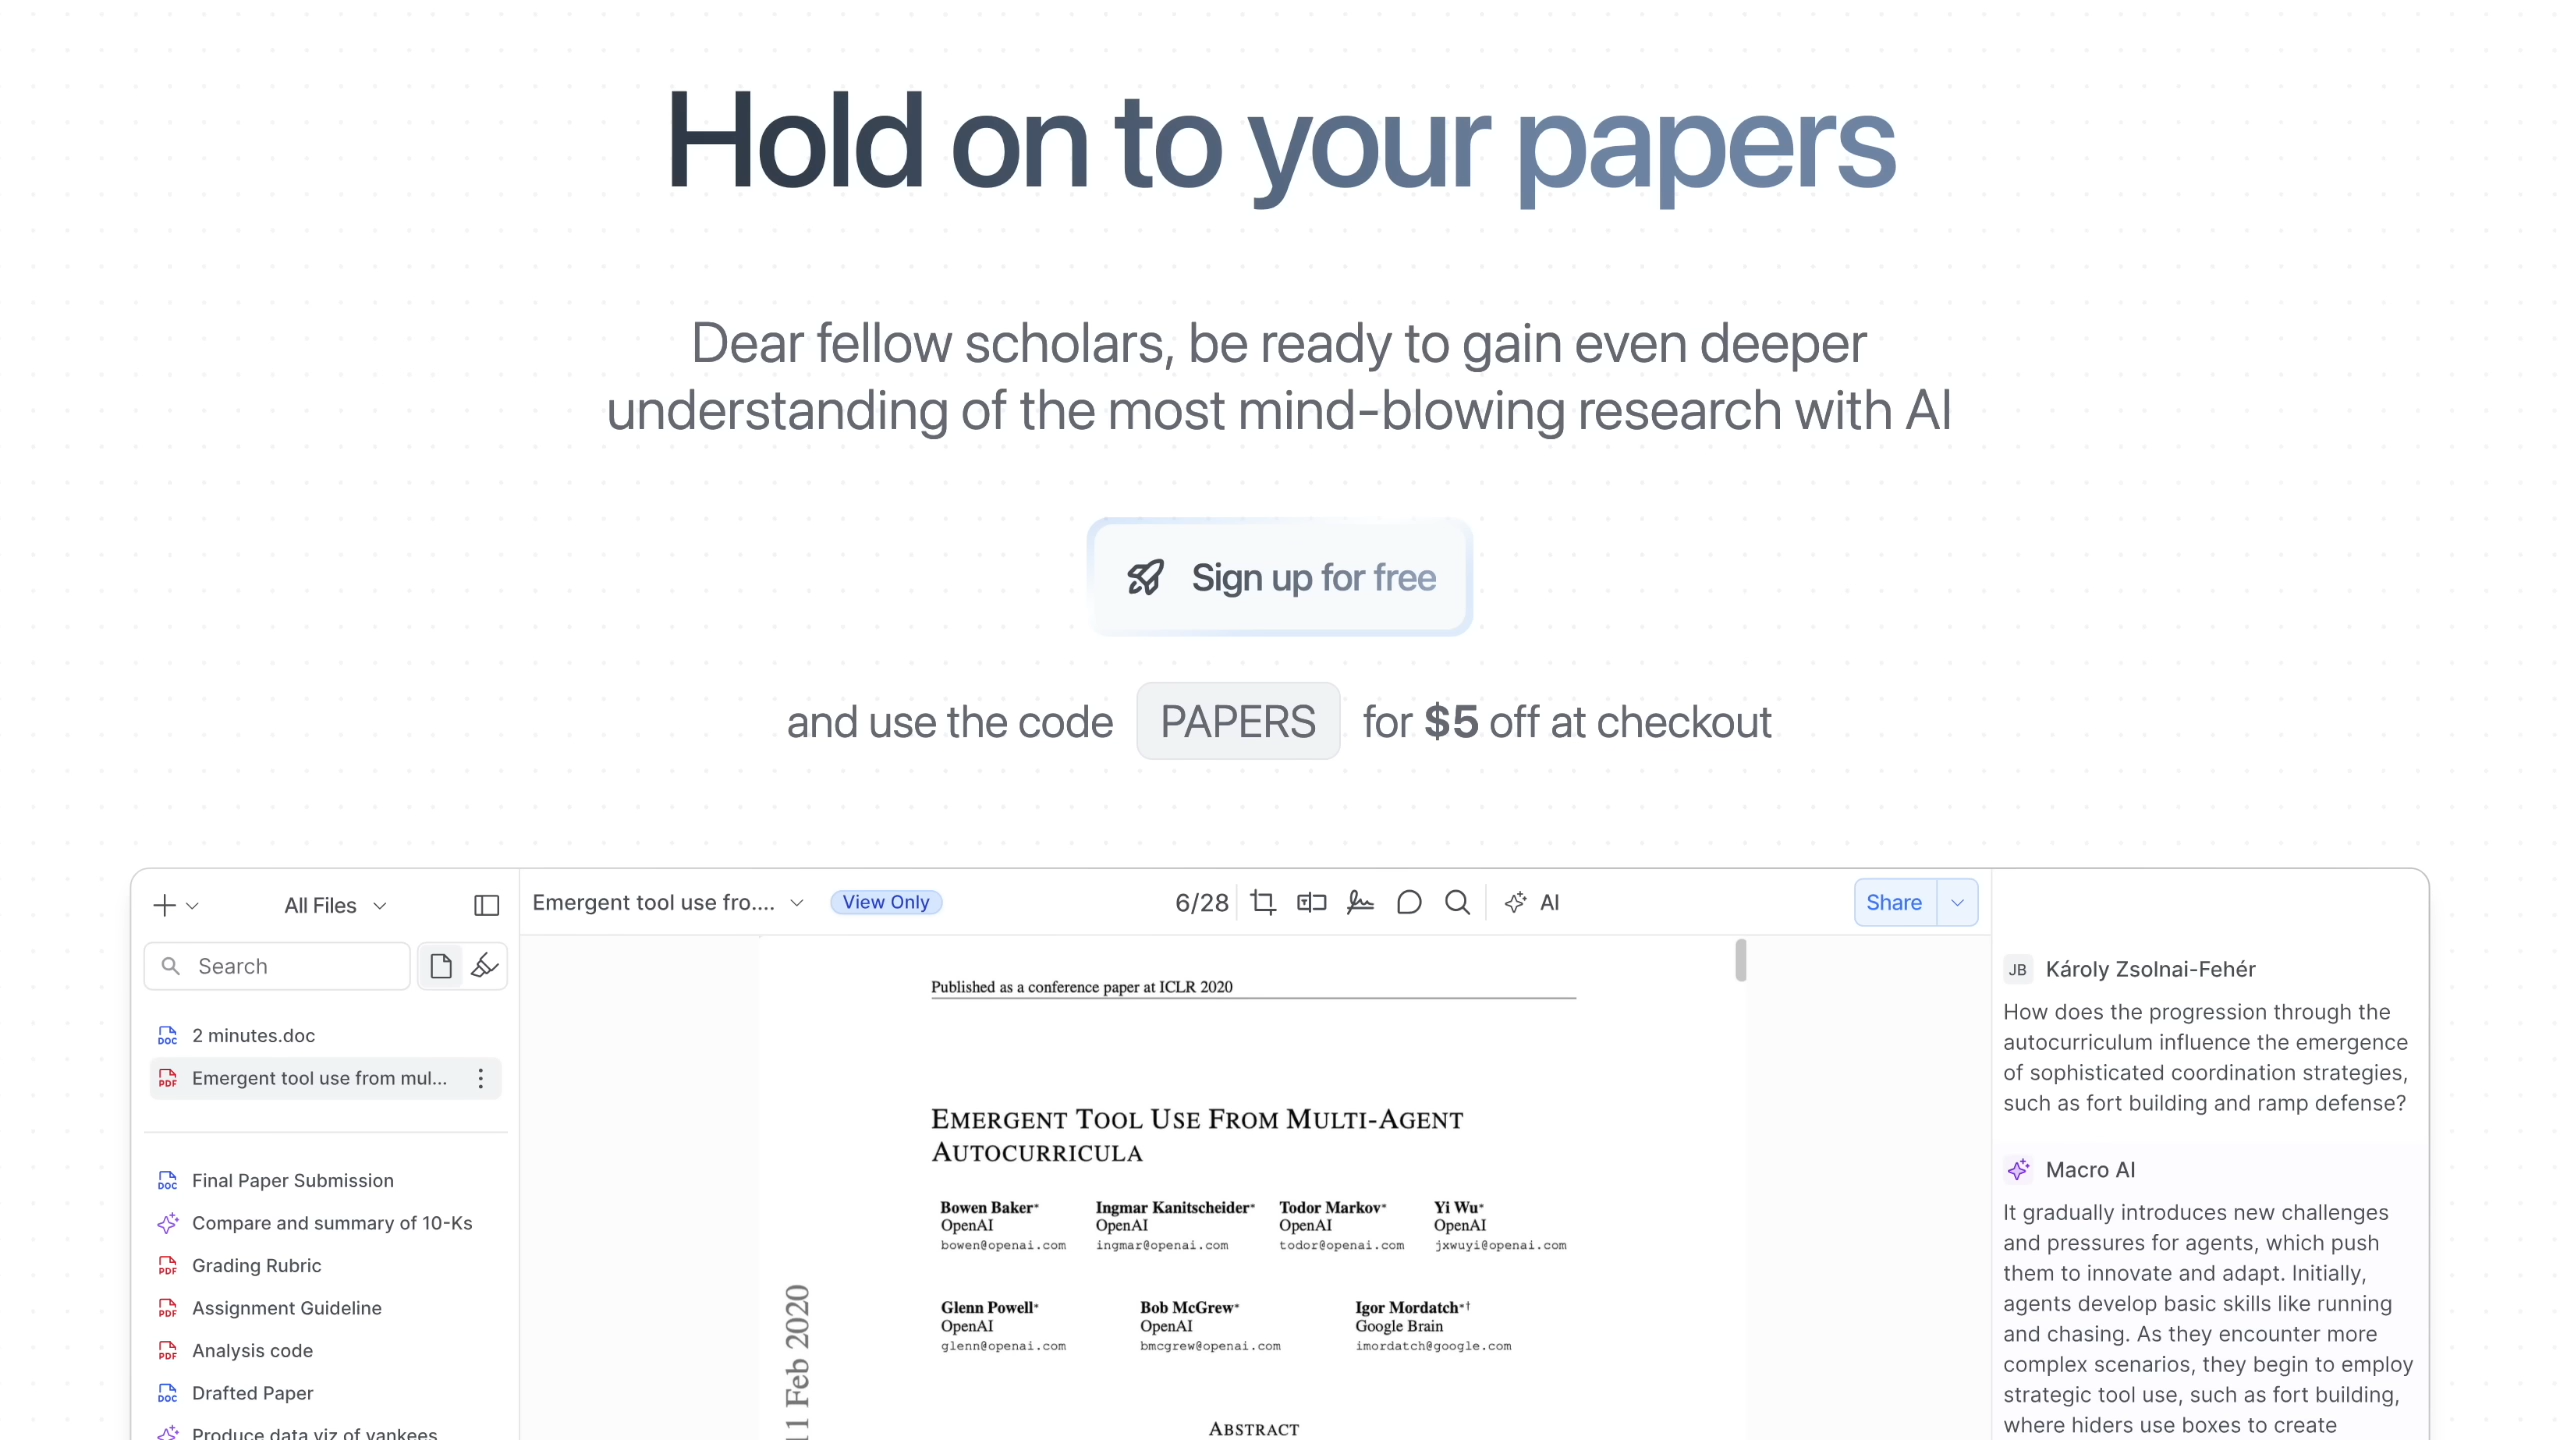 Hold on to your papers
Dear fellow scholars, be ready to gain even deeper
understanding of the most mind-blowing research with AI
Sign up for free
and use the code PAPERS for $5 off at checkout
All Files
Search
2 minutes.doc
Emergent tool use from mul...
Final Paper Submission
Compare and summary of 10-Ks
Grading Rubric
Assignment Guideline
Analysis code
Drafted Paper
Produce data viz of yankees
Emergent tool use fro.... View Only 6/28 AI Share
Published as a conference paper at ICLR 2020
EMERGENT TOOL USE FROM MULTI-AGENT
AUTOCURRICULA
Bowen Baker* Ingmar Kanitscheider* Todor Markov* Yi Wu*
OpenAI OpenAI OpenAI OpenAI
bowen@openai.com ingmar@openai.com todor@openai.com jxwuyi@openai.com
Glenn Powell* Bob McGrew* Igor Mordatch*†
OpenAI OpenAI Google Brain
glenn@openai.com bmcgrew@openai.com imordatch@google.com
ABSTRACT
11 Feb 2020
JB Károly Zsolnai-Fehér
How does the progression through the
autocurriculum influence the emergence
of sophisticated coordination strategies,
such as fort building and ramp defense?
Macro AI
It gradually introduces new challenges
and pressures for agents, which push
them to innovate and adapt. Initially,
agents develop basic skills like running
and chasing. As they encounter more
complex scenarios, they begin to employ
strategic tool use, such as fort building,
where hiders use boxes to create